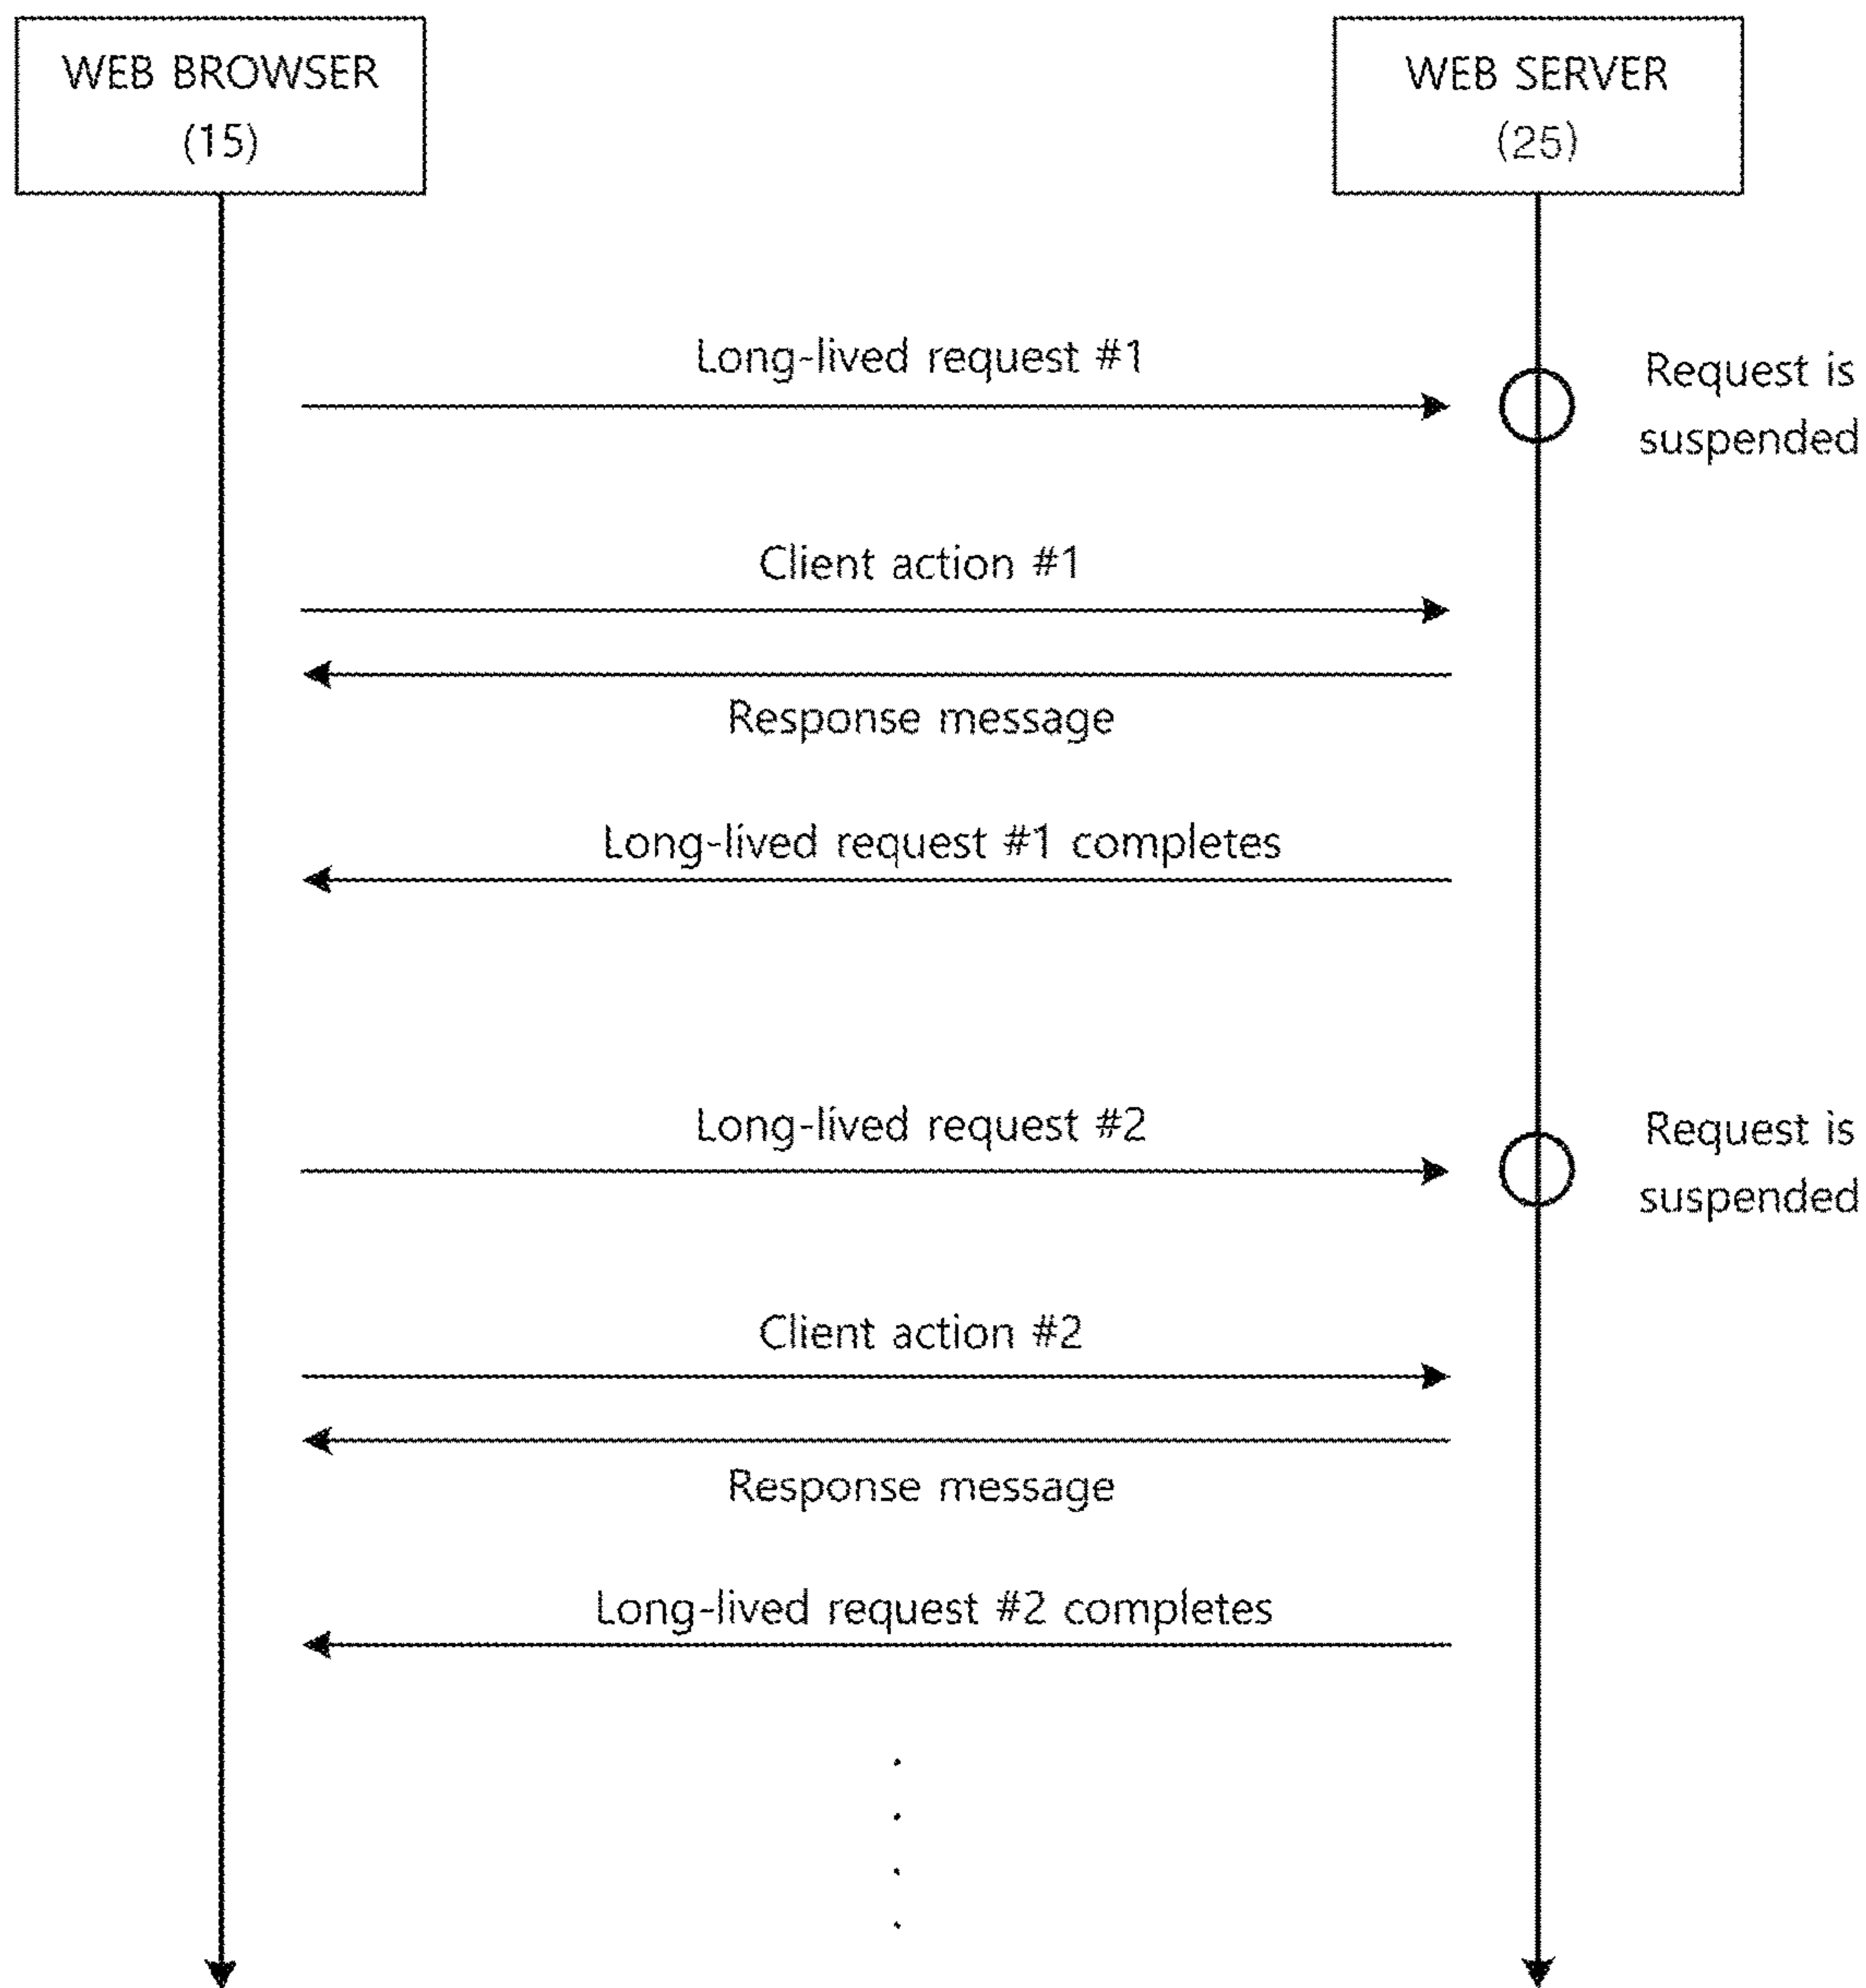 WEB BROWSER
(15)
WEB SERVER
(25)
Long-lived request #1
Request is
suspended
Client action #1
Response message
Long-lived request #1 completes
Long-lived request #2
Request is
suspended
Client action #2
Response message
Long-lived request #2 completes